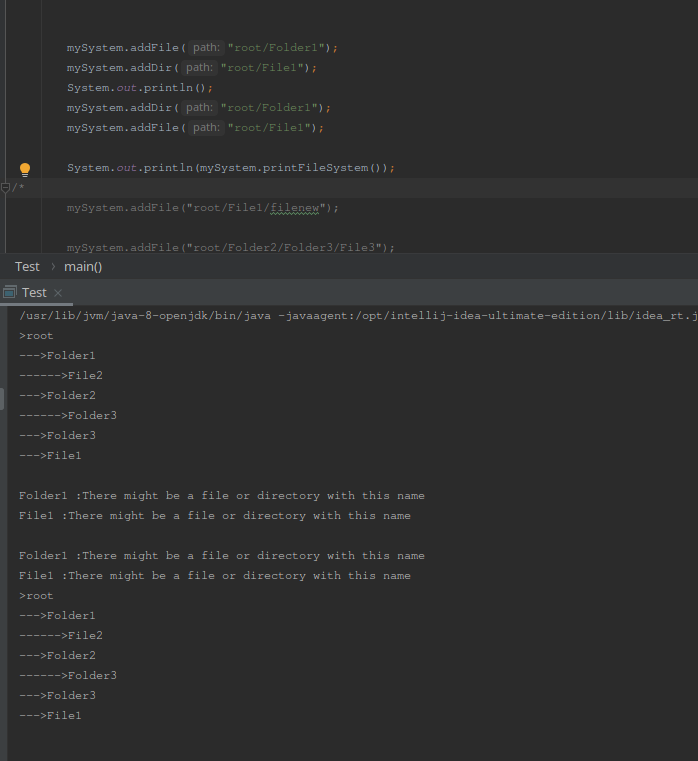 mySystem.addFile( path: "root/Folder1");
mySystem.addDir( path: "root/File1");
System.out.println();
mySystem.addDir( path: "root/Folder1");
mySystem.addFile( path: "root/File1");
System.out.println(mySystem.printFileSystem());
/*
mySystem.addFile("root/File1/filenew");
mySystem.addFile("root/Folder2/Folder3/File3");
Test > main()
Test ×
/usr/lib/jvm/java-8-openjdk/bin/java -javaagent:/opt/intellij-idea-ultimate-edition/lib/idea_rt.j
>root
--->Folder1
------>File2
--->Folder2
------>Folder3
--->Folder3
--->File1
Folder1 :There might be a file or directory with this name
File1 :There might be a file or directory with this name
Folder1 :There might be a file or directory with this name
File1 :There might be a file or directory with this name
>root
--->Folder1
------>File2
--->Folder2
------>Folder3
--->Folder3
--->File1